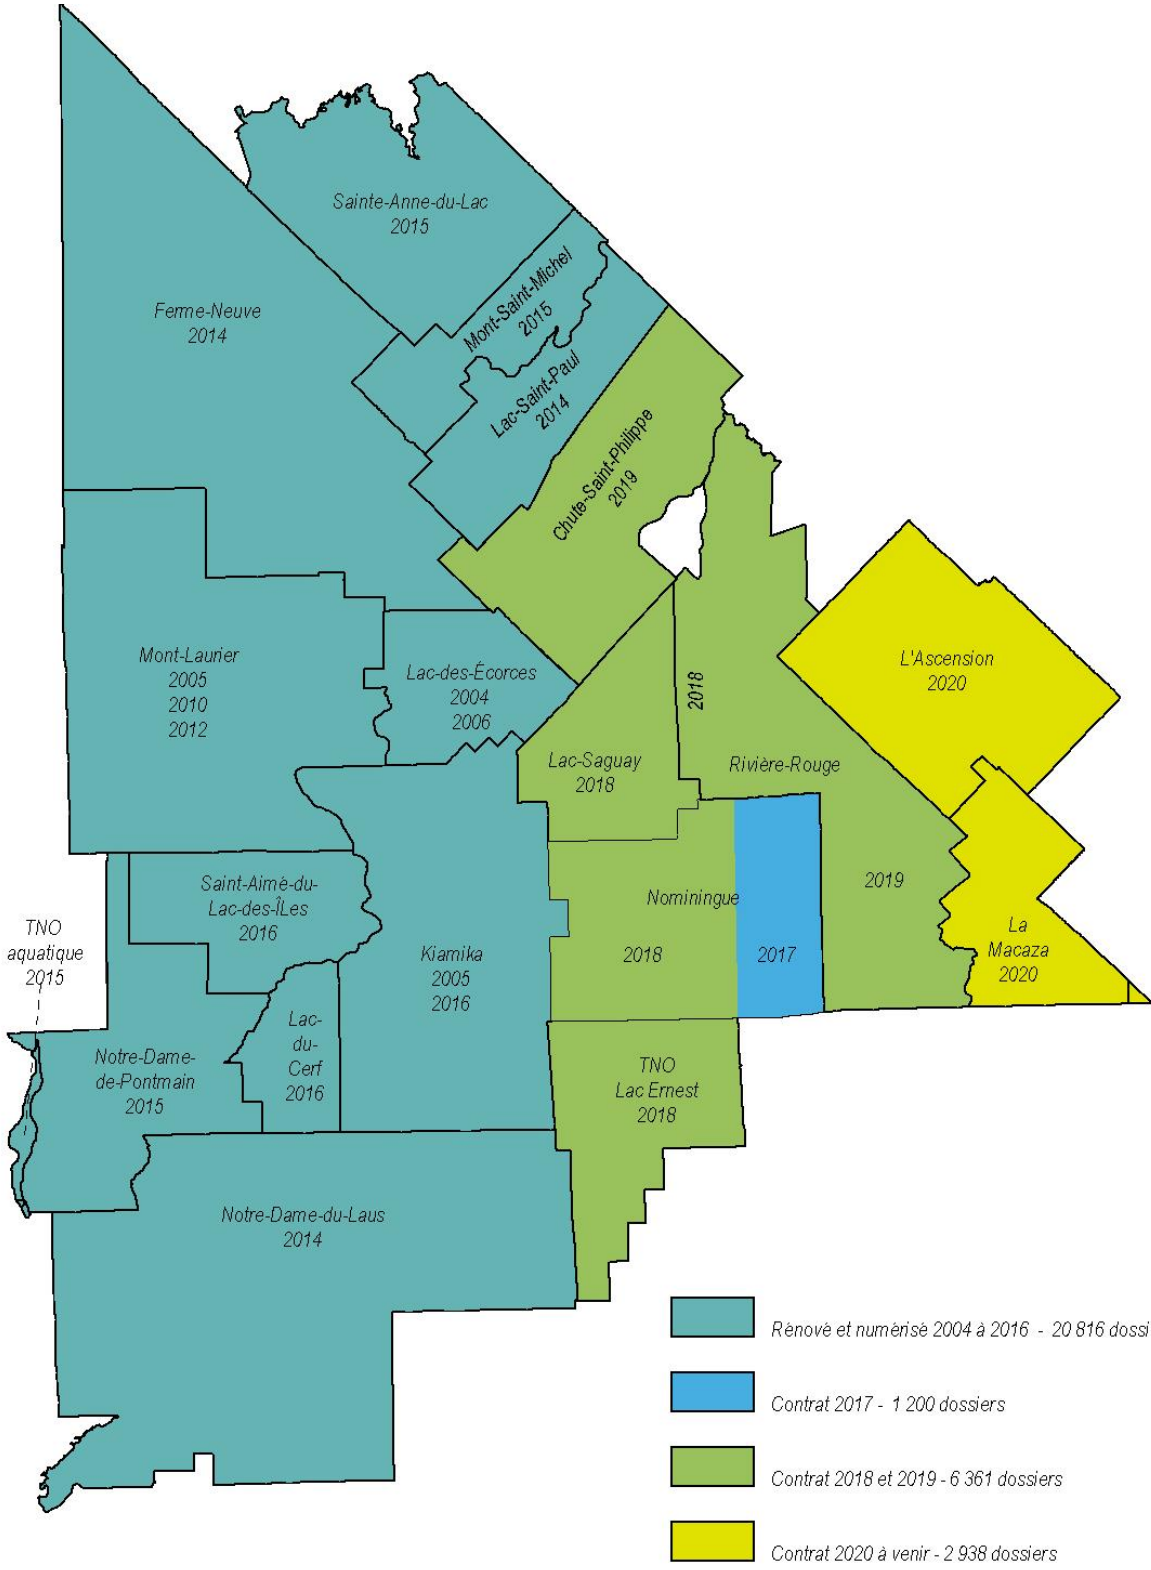 Sainte-Anne-du-Lac
2015
Ferme-Neuve
2014
Mont-Saint-Michel
2015
Lac-Saint-Paul
2014
Chute-Saint-Philippe
2019
Mont-Laurier
2005
2010
2012
Lac-des-Écorces
2004
2006
L'Ascension
2020
2018
Rivière-Rouge
2019
Lac-Saguay
2018
Saint-Aimé-du-
Lac-des-ÎLes
2016
Nominingue
2018
2017
TNO
aquatique
2015
Kiamika
2005
2016
La
Macaza
2020
Lac-
du-
Cerf
2016
Notre-Dame-
de-Pontmain
2015
TNO
Lac Ernest
2018
Notre-Dame-du-Laus
2014
Rénové et numérisé 2004 à 2016 - 20 816 dossi
Contrat 2017 - 1 200 dossiers
Contrat 2018 et 2019 - 6 361 dossiers
Contrat 2020 à venir - 2 938 dossiers